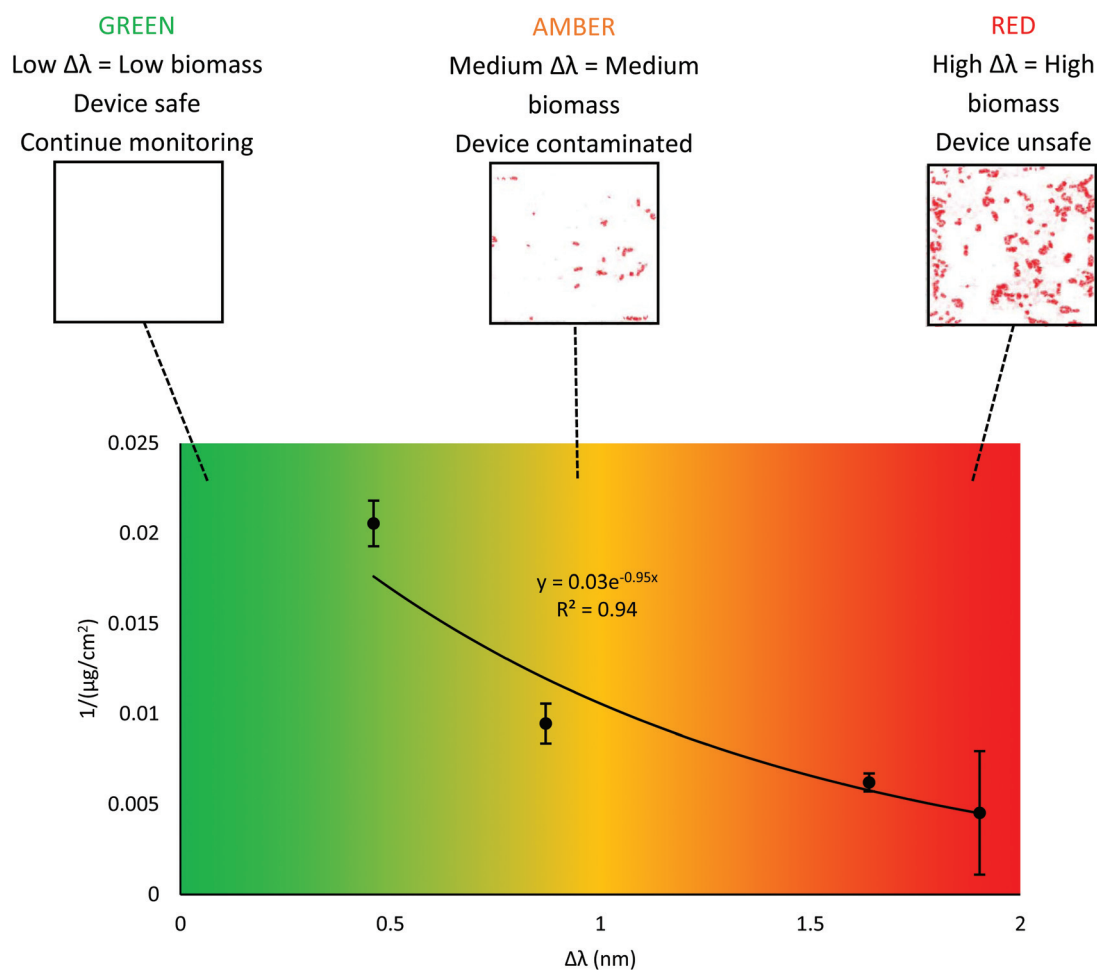 GREEN
Low Δλ = Low biomass
Device safe
Continue monitoring
AMBER
Medium Δλ = Medium
biomass
Device contaminated
RED
High Δλ = High
biomass
Device unsafe
0.025
0.02
0.015
0.01
0.005
0
1/(µg/cm²)
y = 0.03e^-0.95x
R² = 0.94
0
0.5
1
1.5
2
Δλ (nm)